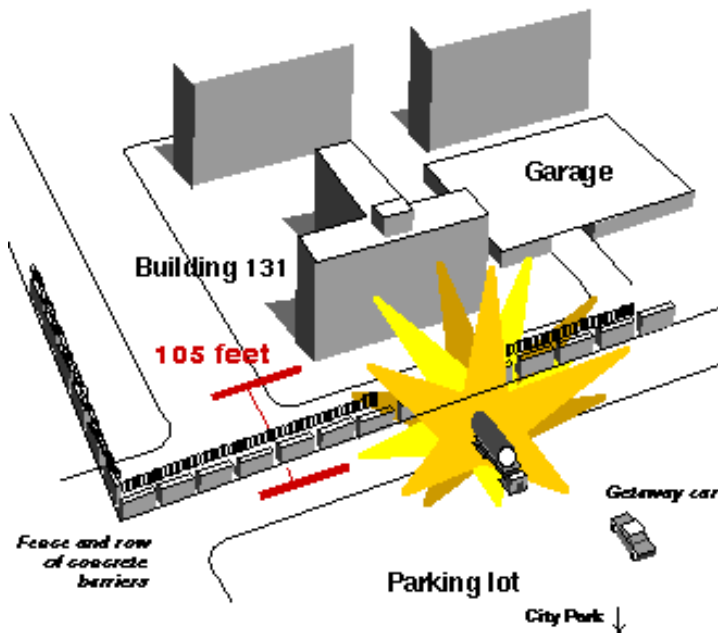 Garage
Building 131
105 feet
Getaway car
Fence and row
of concrete
barriers
Parking lot
City Park